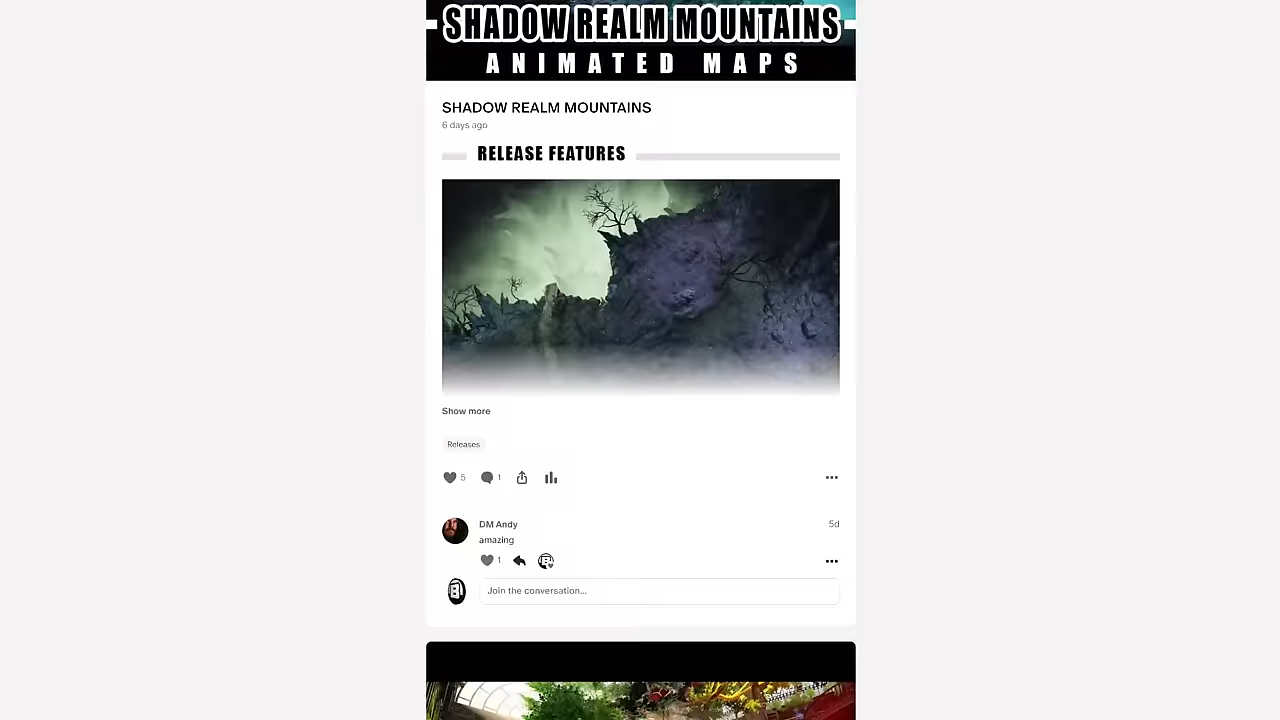 SHADOW REALM MOUNTAINS
ANIMATED MAPS
SHADOW REALM MOUNTAINS
6 days ago
RELEASE FEATURES
Show more
Releases
5
1
DM Andy
5d
amazing
1
Join the conversation...